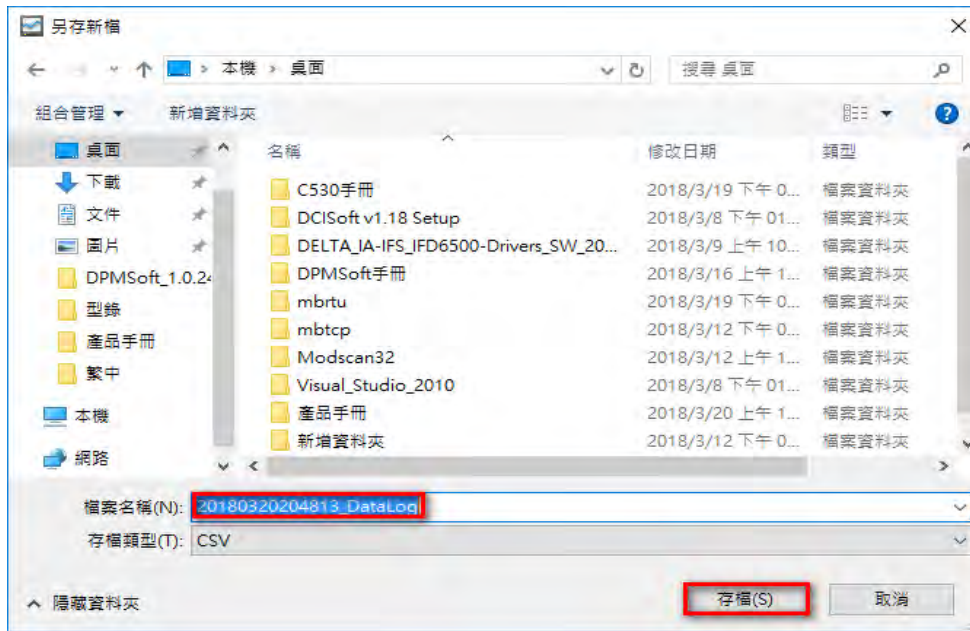 另存新檔
本機 › 桌面
搜尋 桌面
組合管理 新增資料夾
桌面
下載
文件
圖片
DPMSoft_1.0.24
型錄
產品手冊
繁中
本機
網路
名稱 修改日期 類型
C530手冊 2018/3/19 下午 0... 檔案資料夾
DCISoft v1.18 Setup 2018/3/8 下午 01... 檔案資料夾
DELTA_IA-IFS_IFD6500-Drivers_SW_20... 2018/3/9 上午 10... 檔案資料夾
DPMSoft手冊 2018/3/16 上午 1... 檔案資料夾
mbrtu 2018/3/19 下午 0... 檔案資料夾
mbtcp 2018/3/12 下午 0... 檔案資料夾
Modscan32 2018/3/12 上午 1... 檔案資料夾
Visual_Studio_2010 2018/3/8 下午 01... 檔案資料夾
產品手冊 2018/3/20 上午 1... 檔案資料夾
新增資料夾 2018/3/12 下午 0... 檔案資料夾
檔案名稱(N): 20180320204813_DataLog
存檔類型(T): CSV
隱藏資料夾 存檔(S) 取消